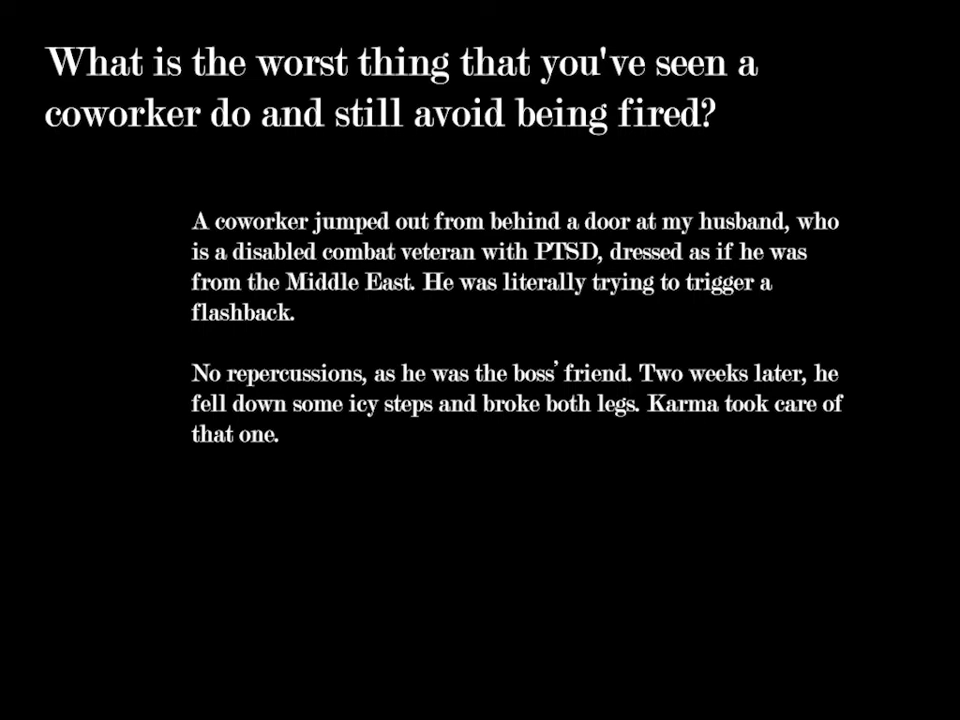 What is the worst thing that you've seen a
coworker do and still avoid being fired?
A coworker jumped out from behind a door at my husband, who
is a disabled combat veteran with PTSD, dressed as if he was
from the Middle East. He was literally trying to trigger a
flashback.
No repercussions, as he was the boss’ friend. Two weeks later, he
fell down some icy steps and broke both legs. Karma took care of
that one.